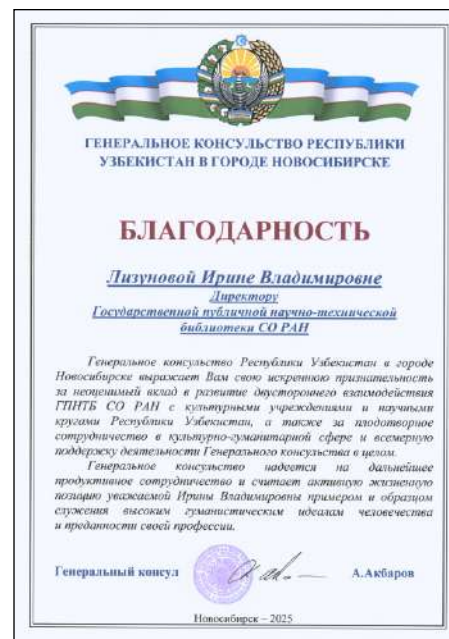 ГЕНЕРАЛЬНОЕ КОНСУЛЬСТВО РЕСПУБЛИКИ
УЗБЕКИСТАН В ГОРОДЕ НОВОСИБИРСКЕ
БЛАГОДАРНОСТЬ
Лизуновой Ирине Владимировне
Директору
Государственной публичной научно-технической
библиотеки СО РАН
Генеральное консульство Республики Узбекистан в городе
Новосибирске выражает Вам свою искреннюю признательность
за неоценимый вклад в развитие двустороннего взаимодействия
ГПНТБ СО РАН с культурными учреждениями и научными
кругами Республики Узбекистан, а также за плодотворное
сотрудничество в культурно-гуманитарной сфере и всемерную
поддержку деятельности Генерального консульства в целом.
Генеральное консульство надеется на дальнейшее
продуктивное сотрудничество и считает активную жизненную
позицию уважаемой Ирины Владимировны примером и образцом
служения высоким гуманистическим идеалам человечества
и преданности своей профессии.
Генеральный консул А.Акбаров
Новосибирск – 2025